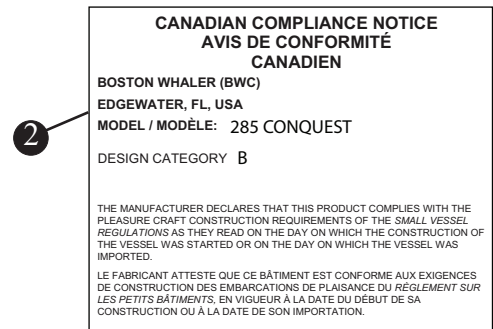 CANADIAN COMPLIANCE NOTICE
AVIS DE CONFORMITÉ
CANADIEN
BOSTON WHALER (BWC)
EDGEWATER, FL, USA
MODEL / MODÈLE: 285 CONQUEST
2
DESIGN CATEGORY B
THE MANUFACTURER DECLARES THAT THIS PRODUCT COMPLIES WITH THE
PLEASURE CRAFT CONSTRUCTION REQUIREMENTS OF THE SMALL VESSEL
REGULATIONS AS THEY READ ON THE DAY ON WHICH THE CONSTRUCTION OF
THE VESSEL WAS STARTED OR ON THE DAY ON WHICH THE VESSEL WAS
IMPORTED.
LE FABRICANT ATTESTE QUE CE BÂTIMENT EST CONFORME AUX EXIGENCES
DE CONSTRUCTION DES EMBARCATIONS DE PLAISANCE DU RÈGLEMENT SUR
LES PETITS BÂTIMENTS, EN VIGUEUR À LA DATE DU DÉBUT DE SA
CONSTRUCTION OU À LA DATE DE SON IMPORTATION.